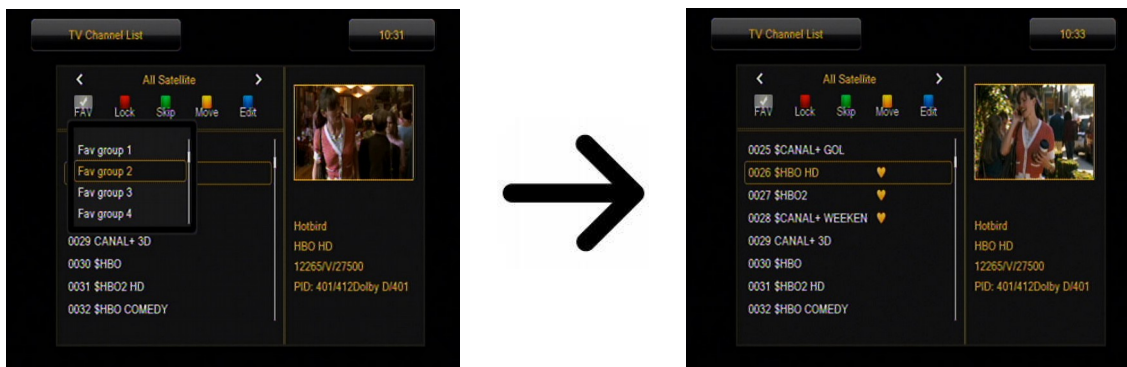 TV Channel List
10:31
All Satellite
FAV Lock Skip Move Edit
Fav group 1
Fav group 2
Fav group 3
Fav group 4
0029 CANAL+ 3D
0030 $HBO
0031 $HBO2 HD
0032 $HBO COMEDY
Hotbird
HBO HD
12265/V/27500
PID: 401/412Dolby D/401
TV Channel List
10:33
All Satellite
FAV Lock Skip Move Edit
0025 $CANAL+ GOL
0026 $HBO HD
0027 $HBO2
0028 $CANAL+ WEEKEN
0029 CANAL+ 3D
0030 $HBO
0031 $HBO2 HD
0032 $HBO COMEDY
Hotbird
HBO HD
12265/V/27500
PID: 401/412Dolby D/401